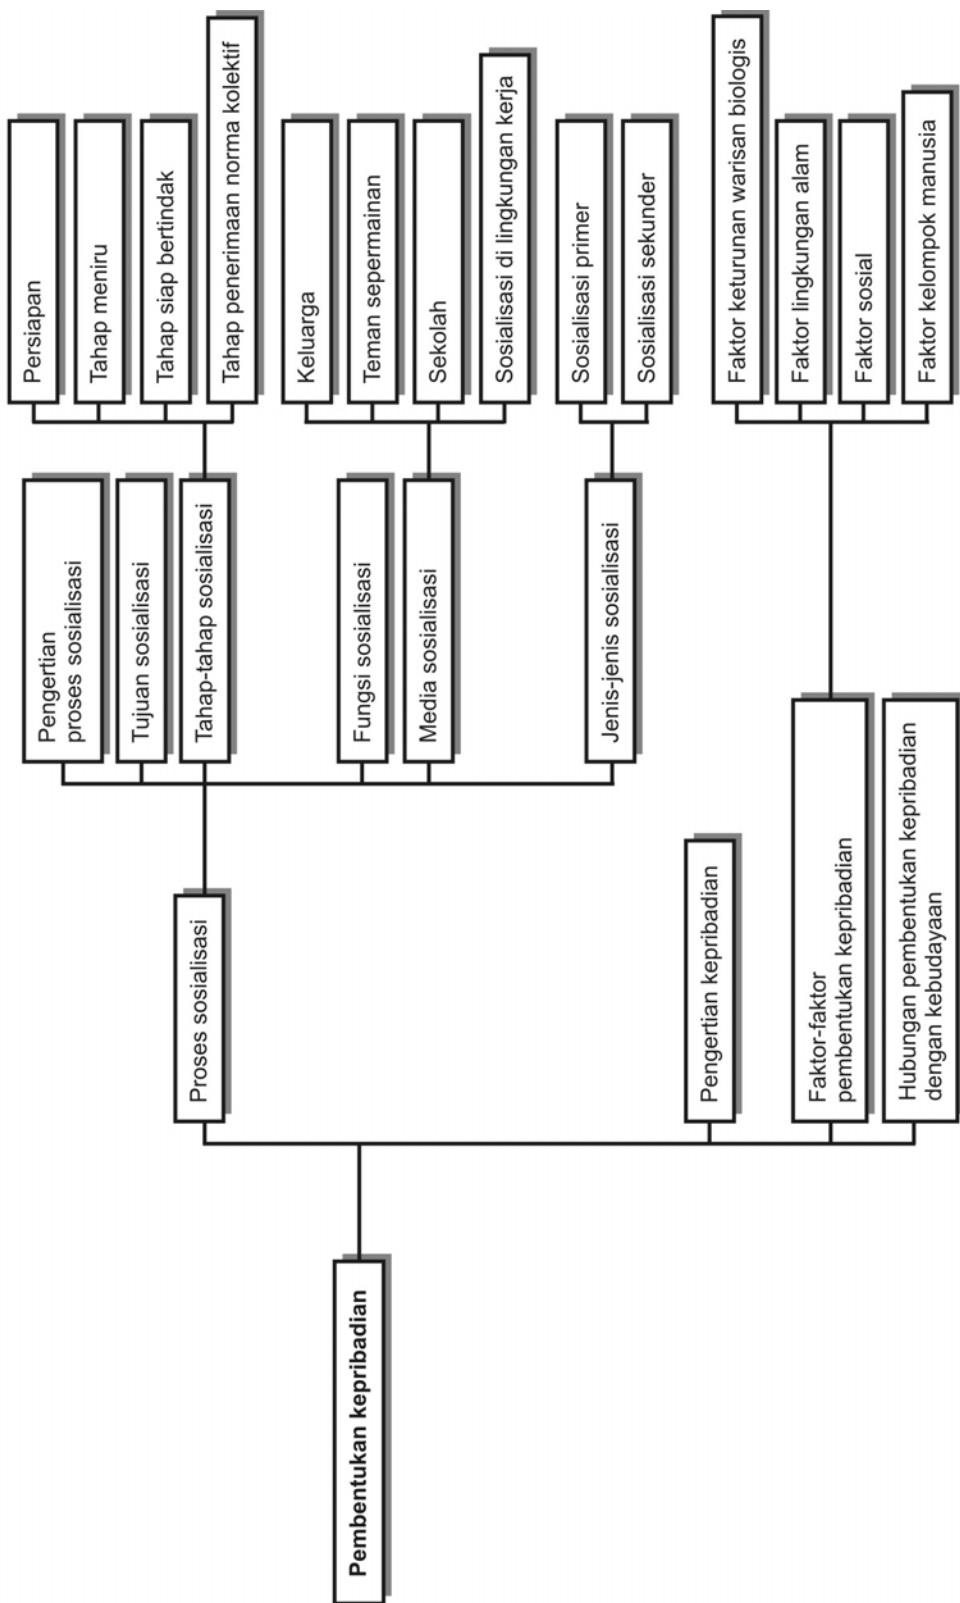 Pembentukan kepribadian
Proses sosialisasi
Pengertian
proses sosialisasi
Tujuan sosialisasi
Tahap-tahap sosialisasi
Persiapan
Tahap meniru
Tahap siap bertindak
Tahap penerimaan norma kolektif
Fungsi sosialisasi
Media sosialisasi
Keluarga
Teman sepermainan
Sekolah
Sosialisasi di lingkungan kerja
Jenis-jenis sosialisasi
Sosialisasi primer
Sosialisasi sekunder
Pengertian kepribadian
Faktor-faktor
pembentukan kepribadian
Faktor keturunan warisan biologis
Faktor lingkungan alam
Faktor sosial
Faktor kelompok manusia
Hubungan pembentukan kepribadian
dengan kebudayaan